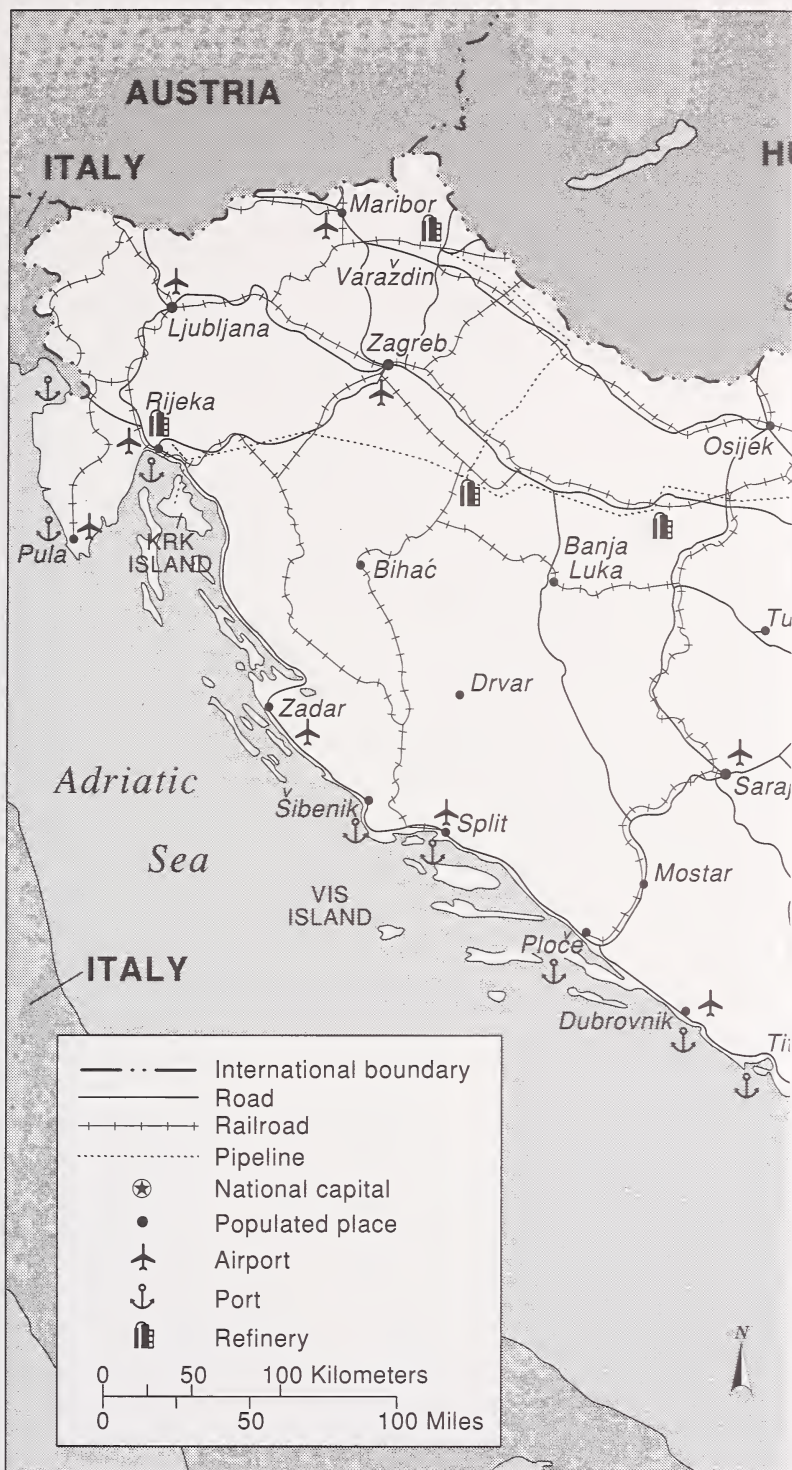 AUSTRIA
ITALY
HU
Maribor
Varaždin
S
Ljubljana
Zagreb
Rijeka
Osijek
Pula
KRK
ISLAND
Bihać
Banja
Luka
Tu
Drvar
Zadar
Adriatic
Sea
Saraj
Šibenik
Split
VIS
ISLAND
Mostar
ITALY
Ploče
Dubrovnik
Tit
International boundary
Road
Railroad
Pipeline
National capital
Populated place
Airport
Port
Refinery
0 50 100 Kilometers
0 50 100 Miles
N